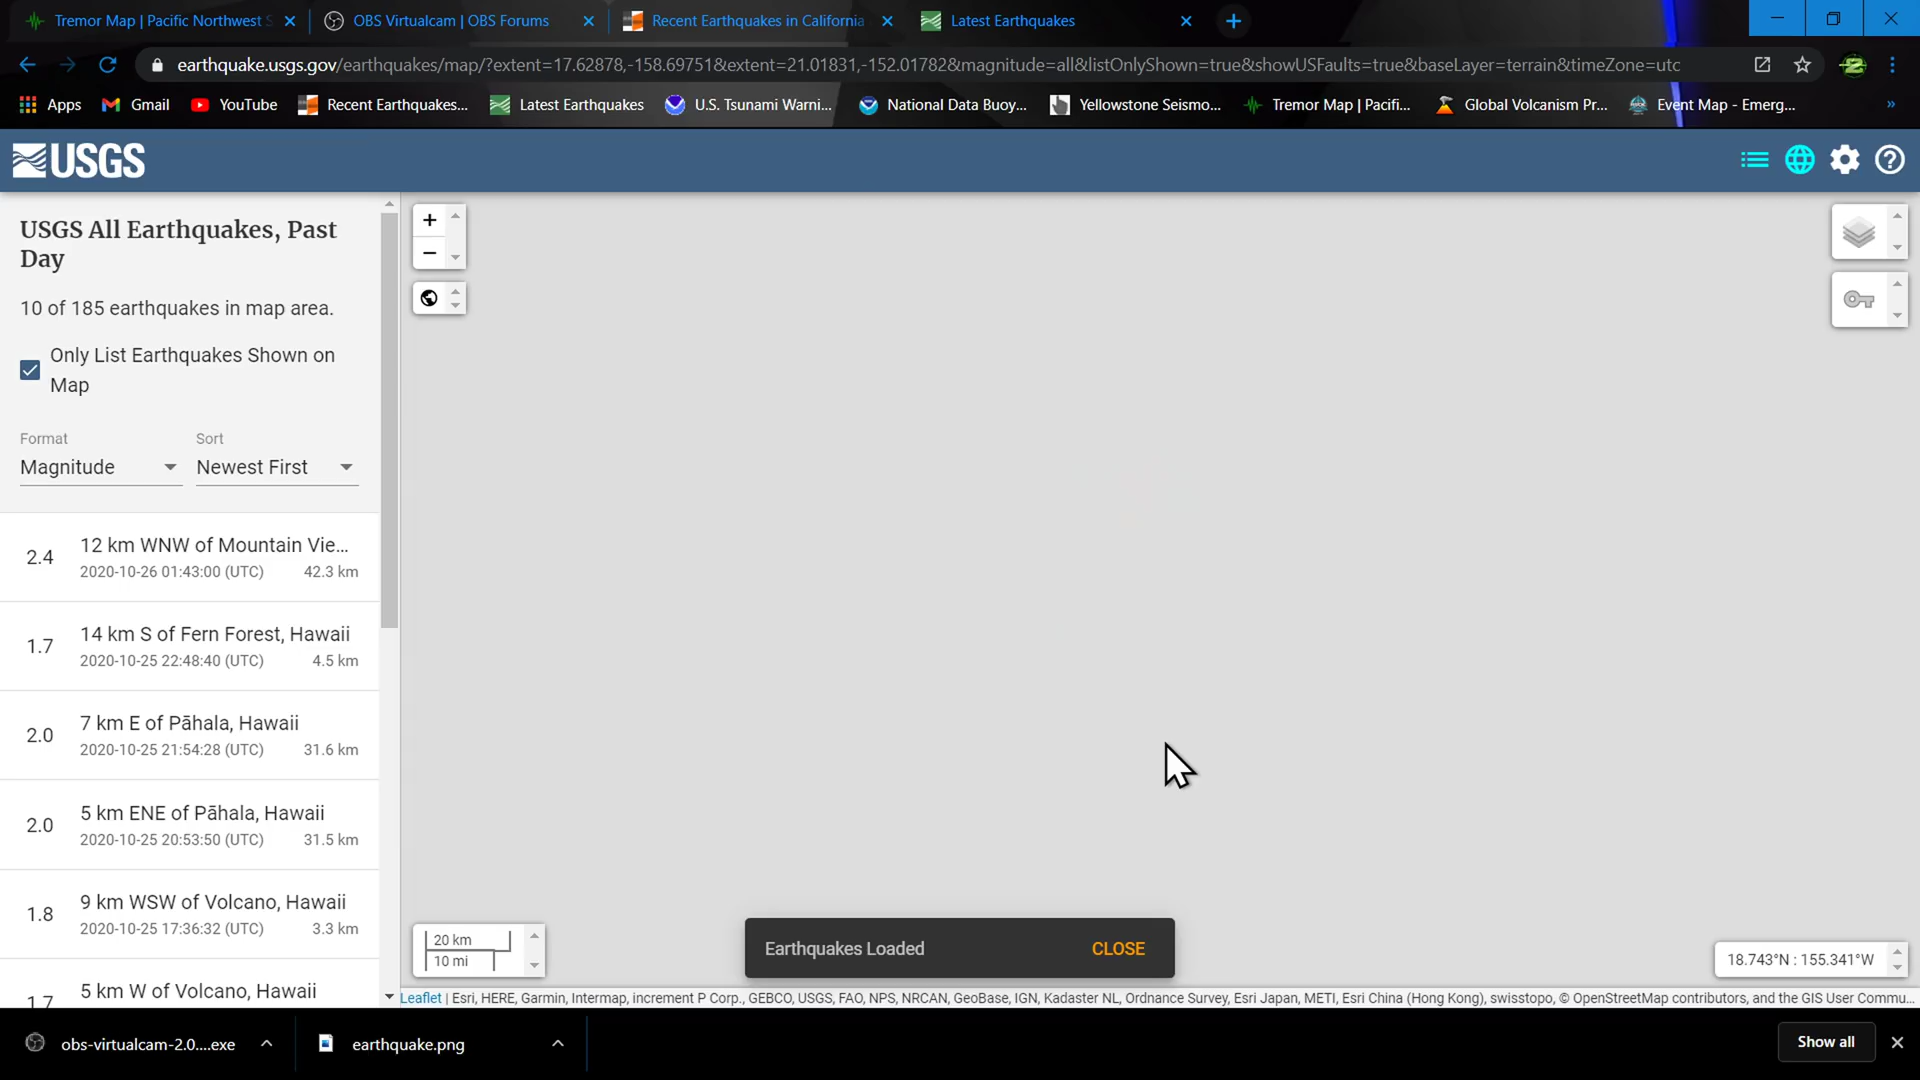 Tremor Map | Pacific Northwest S
OBS Virtualcam | OBS Forums
Recent Earthquakes in California
Latest Earthquakes
earthquake.usgs.gov/earthquakes/map/?extent=17.62878,-158.69751&extent=21.01831,-152.01782&magnitude=all&listOnlyShown=true&showUSFaults=true&baseLayer=terrain&timeZone=utc
Apps
Gmail
YouTube
Recent Earthquakes...
Latest Earthquakes
U.S. Tsunami Warni...
National Data Buoy...
Yellowstone Seismo...
Tremor Map | Pacifi...
Global Volcanism Pr...
Event Map - Emerg...
»
USGS
USGS All Earthquakes, Past
Day
10 of 185 earthquakes in map area.
Only List Earthquakes Shown on
Map
Format
Sort
Magnitude
Newest First
2.4
12 km WNW of Mountain Vie...
2020-10-26 01:43:00 (UTC)
42.3 km
1.7
14 km S of Fern Forest, Hawaii
2020-10-25 22:48:40 (UTC)
4.5 km
2.0
7 km E of Pāhala, Hawaii
2020-10-25 21:54:28 (UTC)
31.6 km
2.0
5 km ENE of Pāhala, Hawaii
2020-10-25 20:53:50 (UTC)
31.5 km
1.8
9 km WSW of Volcano, Hawaii
2020-10-25 17:36:32 (UTC)
3.3 km
1.7
5 km W of Volcano, Hawaii
+
−
20 km
10 mi
Earthquakes Loaded
CLOSE
18.743°N : 155.341°W
Leaflet | Esri, HERE, Garmin, Intermap, increment P Corp., GEBCO, USGS, FAO, NPS, NRCAN, GeoBase, IGN, Kadaster NL, Ordnance Survey, Esri Japan, METI, Esri China (Hong Kong), swisstopo, © OpenStreetMap contributors, and the GIS User Commu...
obs-virtualcam-2.0....exe
earthquake.png
Show all